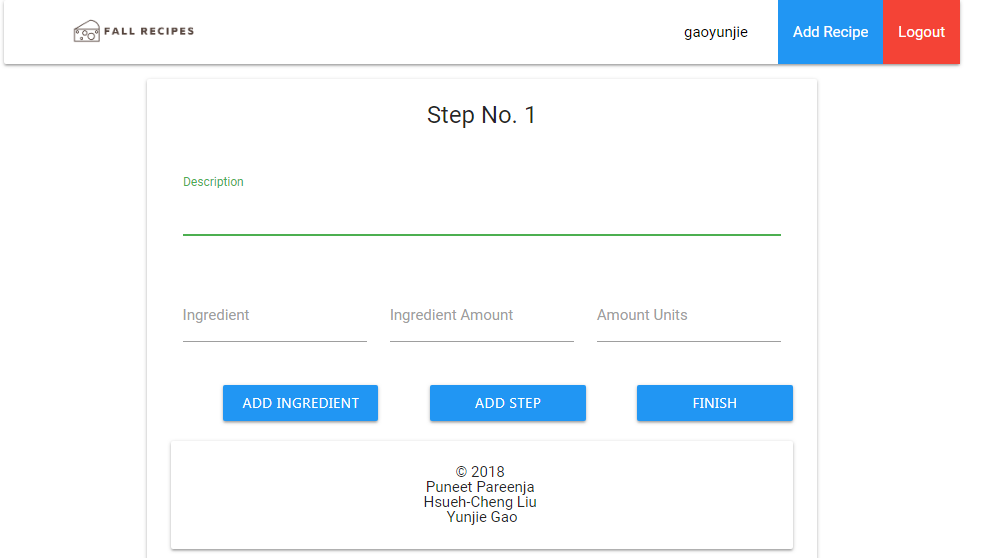 FALL RECIPES
gaoyunjie
Add Recipe
Logout
Step No. 1
Description
Ingredient
Ingredient Amount
Amount Units
ADD INGREDIENT
ADD STEP
FINISH
© 2018
Puneet Pareenja
Hsueh-Cheng Liu
Yunjie Gao